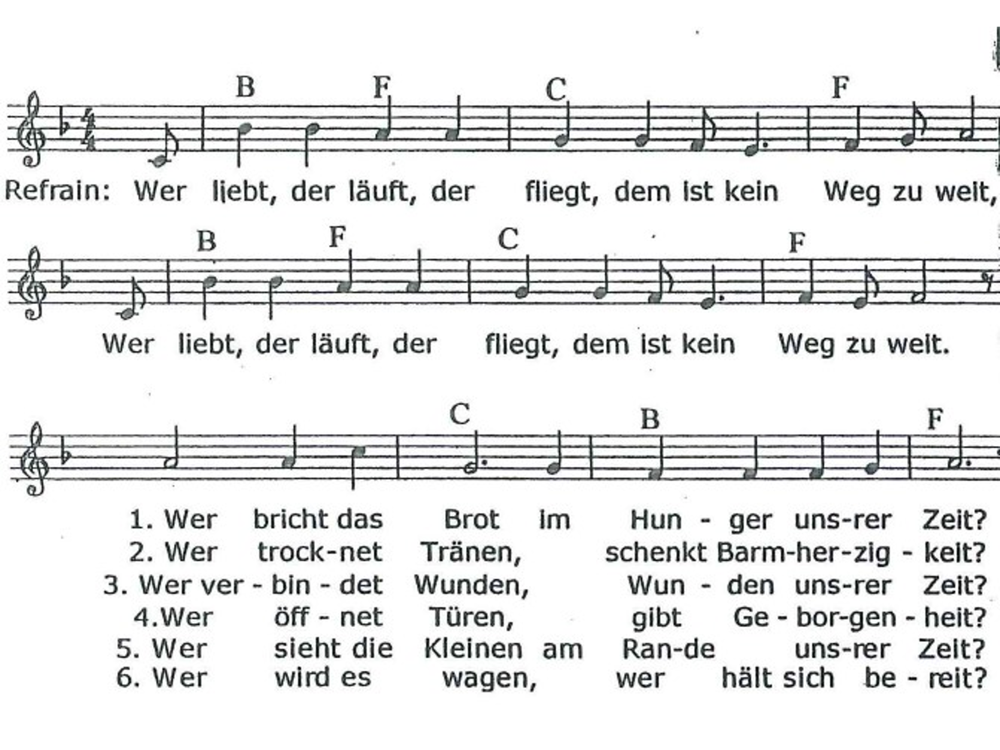 B F C F
Refrain: Wer liebt, der läuft, der fliegt, dem ist kein Weg zu weit,
B F C F
Wer liebt, der läuft, der fliegt, dem ist kein Weg zu weit.
C B F
1. Wer bricht das Brot im Hun - ger uns-rer Zeit?
2. Wer trock-net Tränen, schenkt Barm-her-zig - keit?
3. Wer ver - bin - det Wunden, Wun - den uns-rer Zeit?
4.Wer öff - net Türen, gibt Ge - bor-gen - heit?
5. Wer sieht die Kleinen am Ran-de uns-rer Zeit?
6. Wer wird es wagen, wer hält sich be - reit?